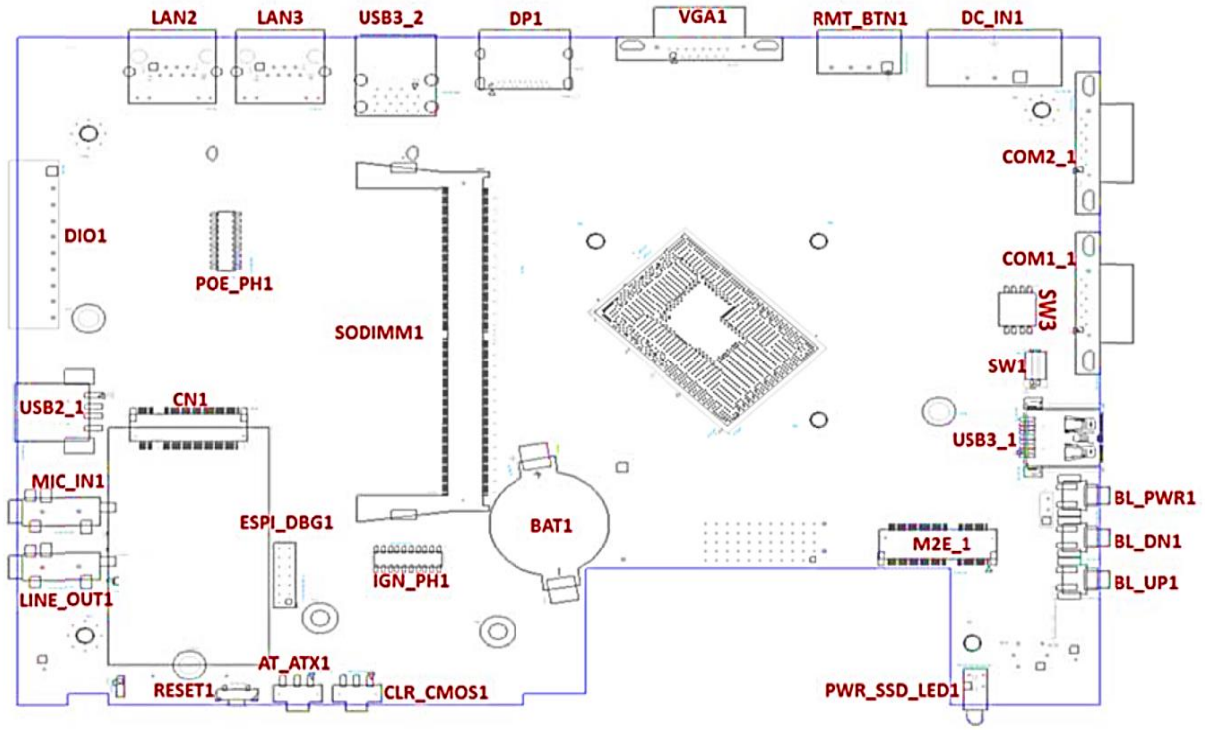 LAN2
LAN3
USB3_2
DP1
VGA1
RMT_BTN1
DC_IN1
COM2_1
DIO1
POE_PH1
COM1_1
SW3
SODIMM1
SW1
USB2_1
CN1
USB3_1
MIC_IN1
BL_PWR1
ESPI_DBG1
BAT1
M2E_1
BL_DN1
IGN_PH1
BL_UP1
LINE_OUT1
AT_ATX1
RESET1
CLR_CMOS1
PWR_SSD_LED1